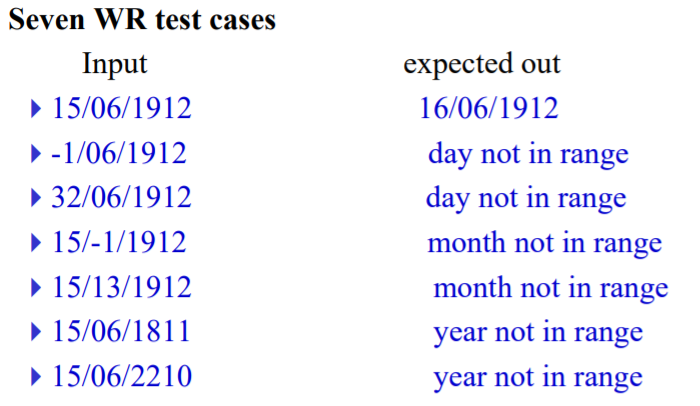 Seven WR test cases
Input expected out
15/06/1912 16/06/1912
-1/06/1912 day not in range
32/06/1912 day not in range
15/-1/1912 month not in range
15/13/1912 month not in range
15/06/1811 year not in range
15/06/2210 year not in range